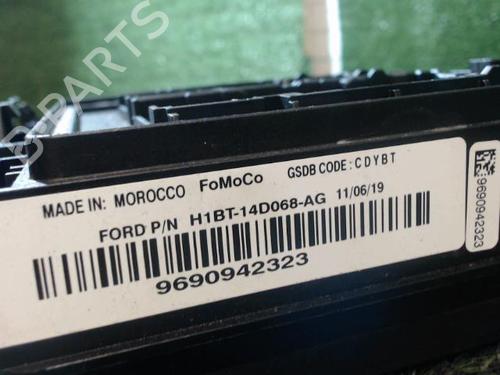 B-PARTS
MADE IN: MOROCCO FoMoCo GSDB CODE: CDYBT
FORD P/N H1BT-14D068-AG 11/06/19
9690942323
9690942323